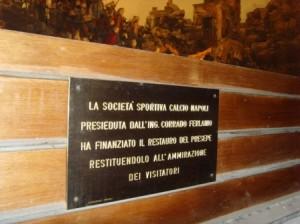 LA SOCIETÁ SPORTIVA CALCIO NAPOLI
PRESIEDUTA DALL'ING. CORRADO FERLAINO
HA FINANZIATO IL RESTAURO DEL PRESEPE
RESTITUENDOLO ALL'AMMIRAZIONE
DEI VISITATORI